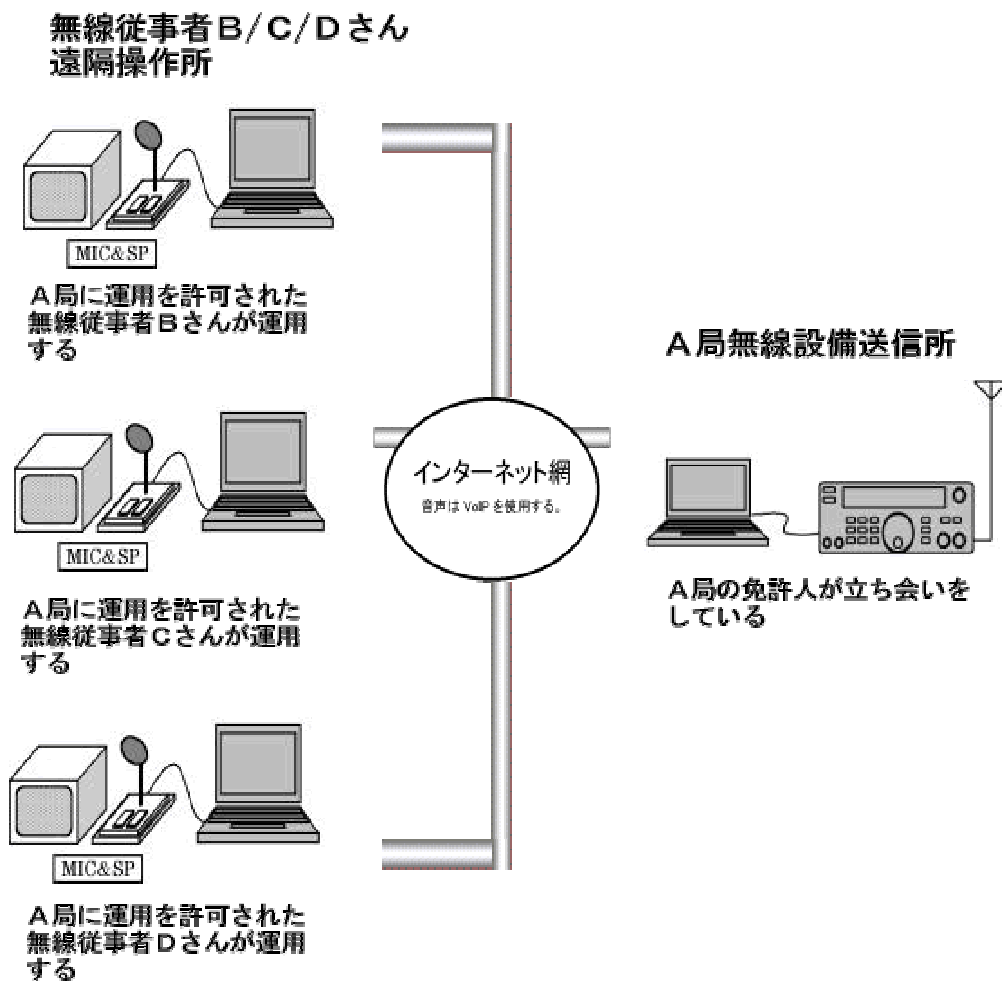 無線従事者B/C/Dさん
遠隔操作所
MIC&SP
A局に運用を許可された
無線従事者Bさんが運用
する
MIC&SP
A局に運用を許可された
無線従事者Cさんが運用
する
MIC&SP
A局に運用を許可された
無線従事者Dさんが運用
する
インターネット網
音声は VoIP を使用する。
A局無線設備送信所
A局の免許人が立ち会いを
している